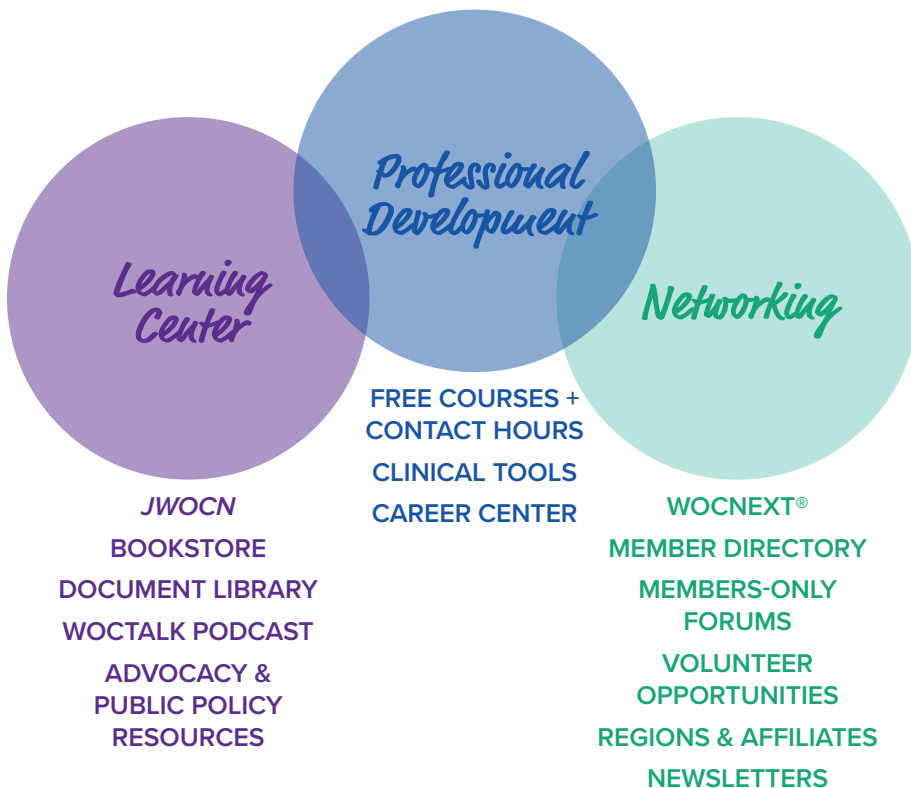 Learning
Center
JWOCN
BOOKSTORE
DOCUMENT LIBRARY
WOCTALK PODCAST
ADVOCACY &
PUBLIC POLICY
RESOURCES
Professional
Development
FREE COURSES +
CONTACT HOURS
CLINICAL TOOLS
CAREER CENTER
Networking
WOCNEXT®
MEMBER DIRECTORY
MEMBERS-ONLY
FORUMS
VOLUNTEER
OPPORTUNITIES
REGIONS & AFFILIATES
NEWSLETTERS